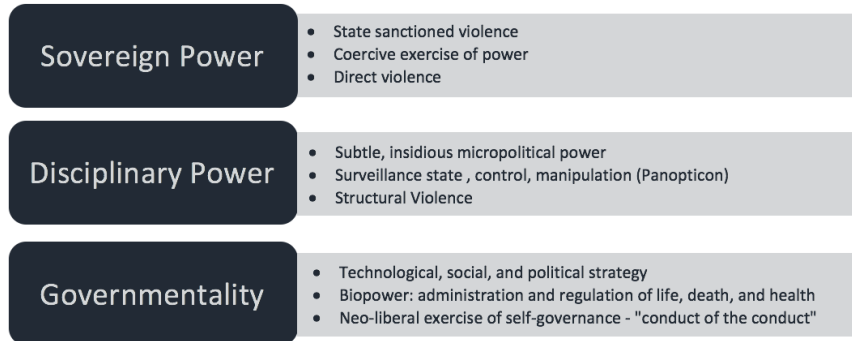 Sovereign Power
• State sanctioned violence
• Coercive exercise of power
• Direct violence
Disciplinary Power
• Subtle, insidious micropolitical power
• Surveillance state , control, manipulation (Panopticon)
• Structural Violence
Governmentality
• Technological, social, and political strategy
• Biopower: administration and regulation of life, death, and health
• Neo-liberal exercise of self-governance - "conduct of the conduct"